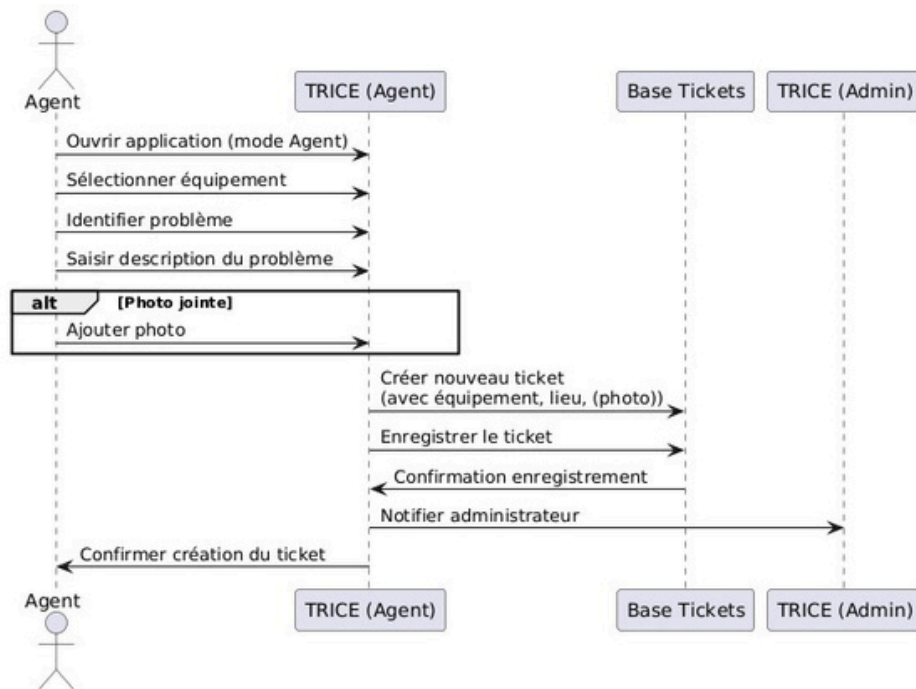 Agent
TRICE (Agent)
Base Tickets
TRICE (Admin)
Ouvrir application (mode Agent)
Sélectionner équipement
Identifier problème
Saisir description du problème
alt
[Photo jointe]
Ajouter photo
Créer nouveau ticket
(avec équipement, lieu, (photo))
Enregistrer le ticket
Confirmation enregistrement
Notifier administrateur
Confirmer création du ticket
Agent
TRICE (Agent)
Base Tickets
TRICE (Admin)